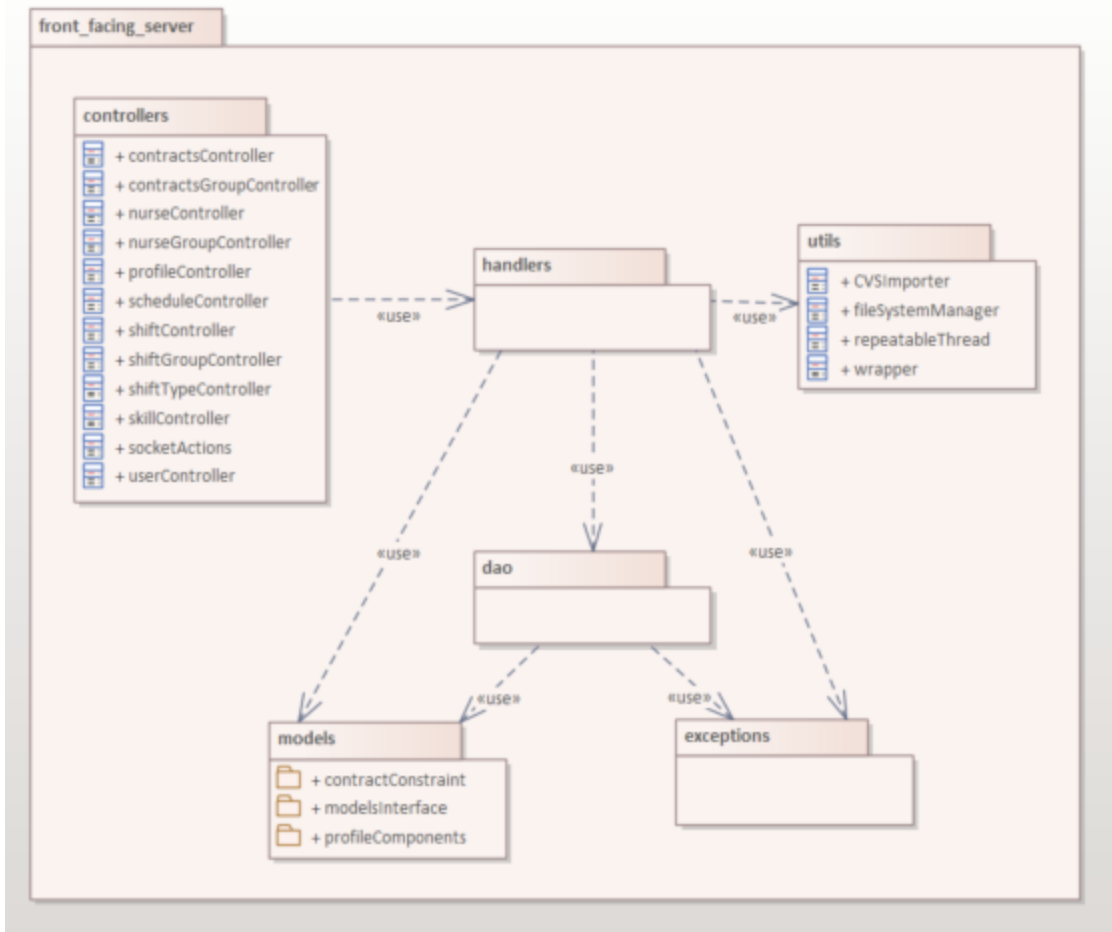 front_facing_server
controllers
+ contractsController
+ contractsGroupController
+ nurseController
+ nurseGroupController
+ profileController
+ scheduleController
+ shiftController
+ shiftGroupController
+ shiftTypeController
+ skillController
+ socketActions
+ userController
«use»
handlers
«use»
utils
+ CVSImporter
+ fileSystemManager
+ repeatableThread
+ wrapper
«use»
«use»
«use»
dao
«use»
«use»
models
+ contractConstraint
+ modelsInterface
+ profileComponents
exceptions